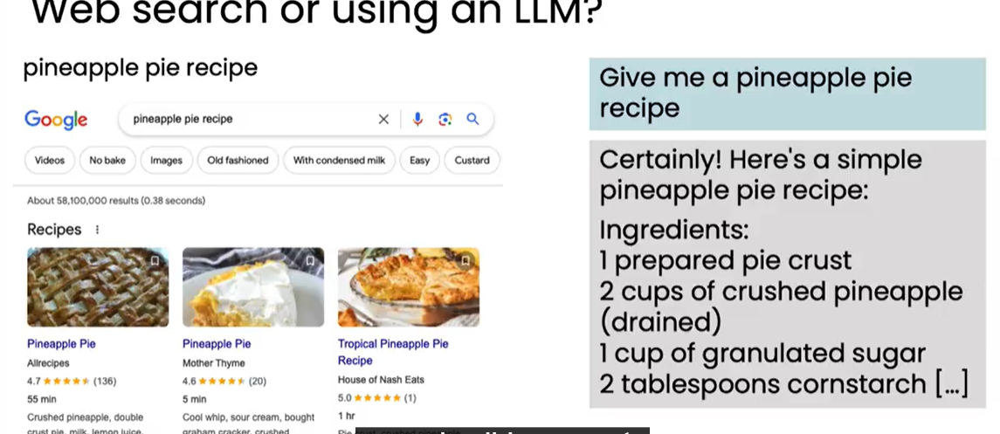 Web search or using an LLM?
pineapple pie recipe
Google
pineapple pie recipe
Videos
No bake
Images
Old fashioned
With condensed milk
Easy
Custard
About 58,100,000 results (0.38 seconds)
Recipes
Pineapple Pie
Allrecipes
4.7 ★★★★★ (136)
55 min
Crushed pineapple, double
crust pie, milk, lemon juice,
Pineapple Pie
Mother Thyme
4.6 ★★★★★ (20)
5 min
Cool whip, sour cream, bought
graham cracker, crushed
Tropical Pineapple Pie
Recipe
House of Nash Eats
5.0 ★★★★★ (1)
1 hr
Pie crust, crushed pineapple,
Give me a pineapple pie
recipe
Certainly! Here's a simple
pineapple pie recipe:
Ingredients:
1 prepared pie crust
2 cups of crushed pineapple
(drained)
1 cup of granulated sugar
2 tablespoons cornstarch [...]